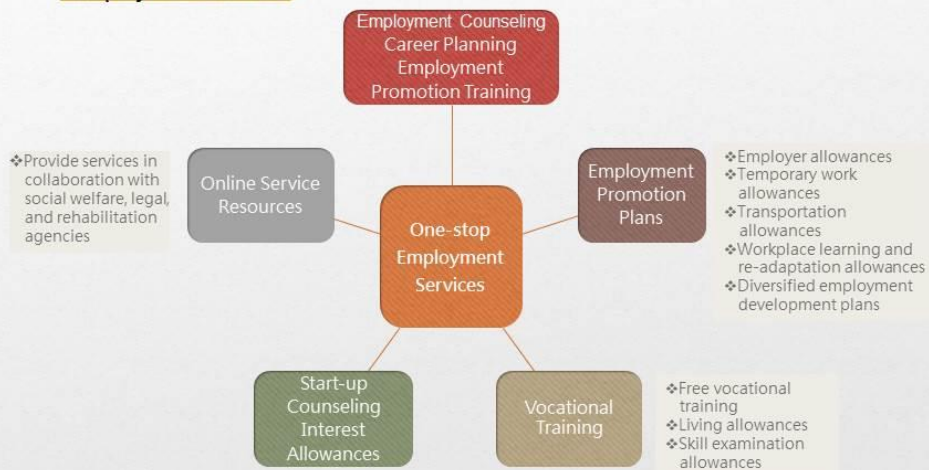 Employment Counseling
Career Planning
Employment
Promotion Training
❖Provide services in
collaboration with
social welfare, legal,
and rehabilitation
agencies
Online Service
Resources
One-stop
Employment
Services
Employment
Promotion
Plans
❖Employer allowances
❖Temporary work
allowances
❖Transportation
allowances
❖Workplace learning and
re-adaptation allowances
❖Diversified employment
development plans
Start-up
Counseling
Interest
Allowances
Vocational
Training
❖Free vocational
training
❖Living allowances
❖Skill examination
allowances